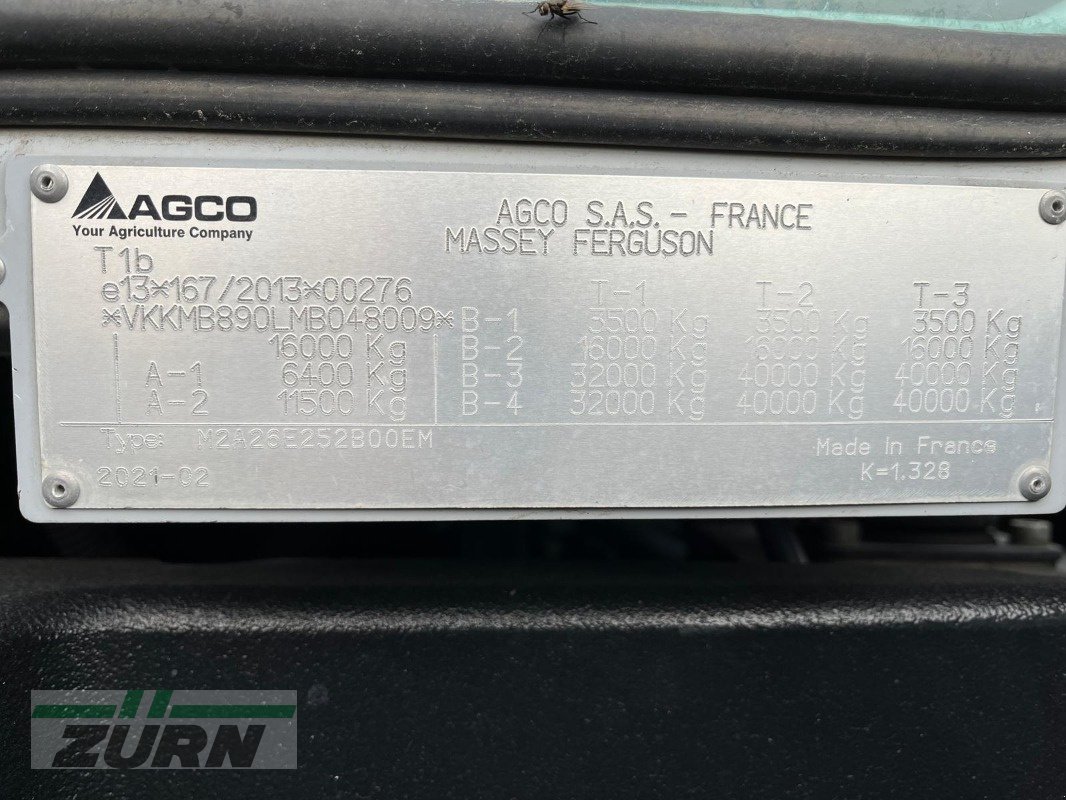 AGCO
Your Agriculture Company
AGCO S.A.S. - FRANCE
MASSEY FERGUSON
T1b
e13*167/2013*00276
*VKKMB890LMB048009*
16000 Kg
A-1 6400 Kg
A-2 11500 Kg
T-1 T-2 T-3
B-1 3500 Kg 3500 Kg 3500 Kg
B-2 16000 Kg 6000 Kg 16000 Kg
B-3 32000 Kg 40000 Kg 40000 Kg
B-4 32000 Kg 40000 Kg 40000 Kg
Type: M2A26E252B00EM
2021-02
Made in France
K=1.328
ZÜRN